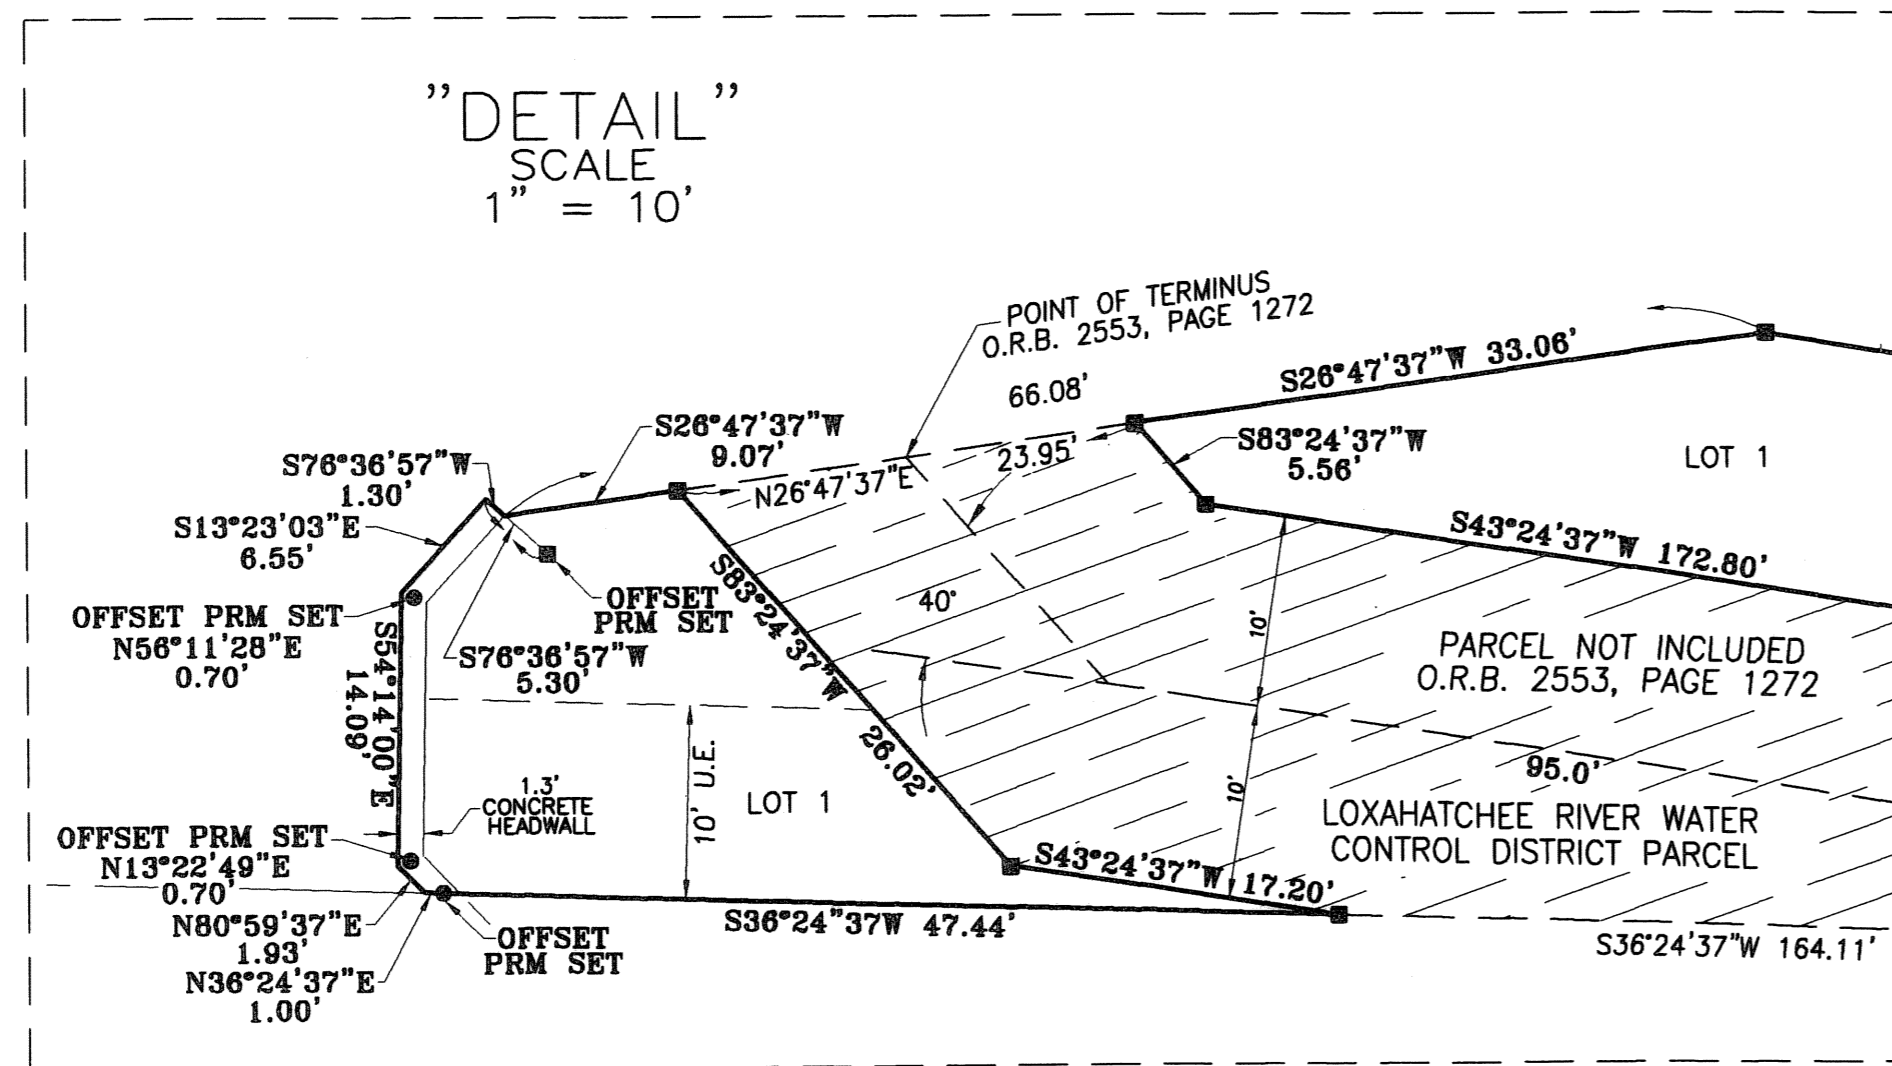 "DETAIL"
SCALE
1" = 10'
POINT OF TERMINUS
O.R.B. 2553, PAGE 1272
66.08'
S26°47'37"W 33.06'
S26°47'37"W
9.07'
23.95'
N26°47'37"E
S83°24'37"W
5.56'
LOT 1
S76°36'57"W
1.30'
S13°23'03"E
6.55'
S43°24'37"W 172.80'
OFFSET PRM SET
N56°11'28"E
0.70'
OFFSET
PRM SET
S76°36'57"W
5.30'
S83°24'37"W 26.02'
40°
10'
PARCEL NOT INCLUDED
O.R.B. 2553, PAGE 1272
S54°14'00"E
14.09'
10' U.E.
1.3'
CONCRETE
HEADWALL
LOT 1
10'
95.0'
LOXAHATCHEE RIVER WATER
CONTROL DISTRICT PARCEL
OFFSET PRM SET
N13°22'49"E
0.70'
S43°24'37"W 17.20'
N80°59'37"E
1.93'
N36°24'37"E
1.00'
OFFSET
PRM SET
S36°24"37W 47.44'
S36°24'37"W 164.11'